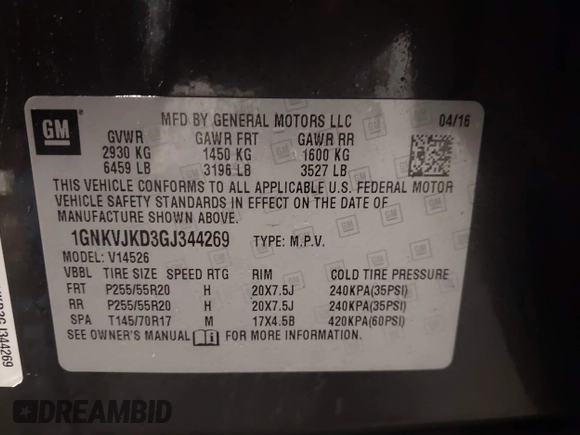 GM
MFD BY GENERAL MOTORS LLC 04/16
GVWR GAWR FRT GAWR RR
2930 KG 1450 KG 1600 KG
6459 LB 3196 LB 3527 LB
THIS VEHICLE CONFORMS TO ALL APPLICABLE U.S. FEDERAL MOTOR
VEHICLE SAFETY STANDARDS IN EFFECT ON THE DATE OF
MANUFACTURE SHOWN ABOVE.
1GNKVJKD3GJ344269 TYPE: M.P.V.
MODEL: V14526
VBBL TIRE SIZE SPEED RTG RIM COLD TIRE PRESSURE
FRT P255/55R20 H 20X7.5J 240KPA(35PSI)
RR P255/55R20 H 20X7.5J 240KPA(35PSI)
SPA T145/70R17 M 17X4.5B 420KPA(60PSI)
SEE OWNER'S MANUAL FOR MORE INFORMATION
DREAMBID